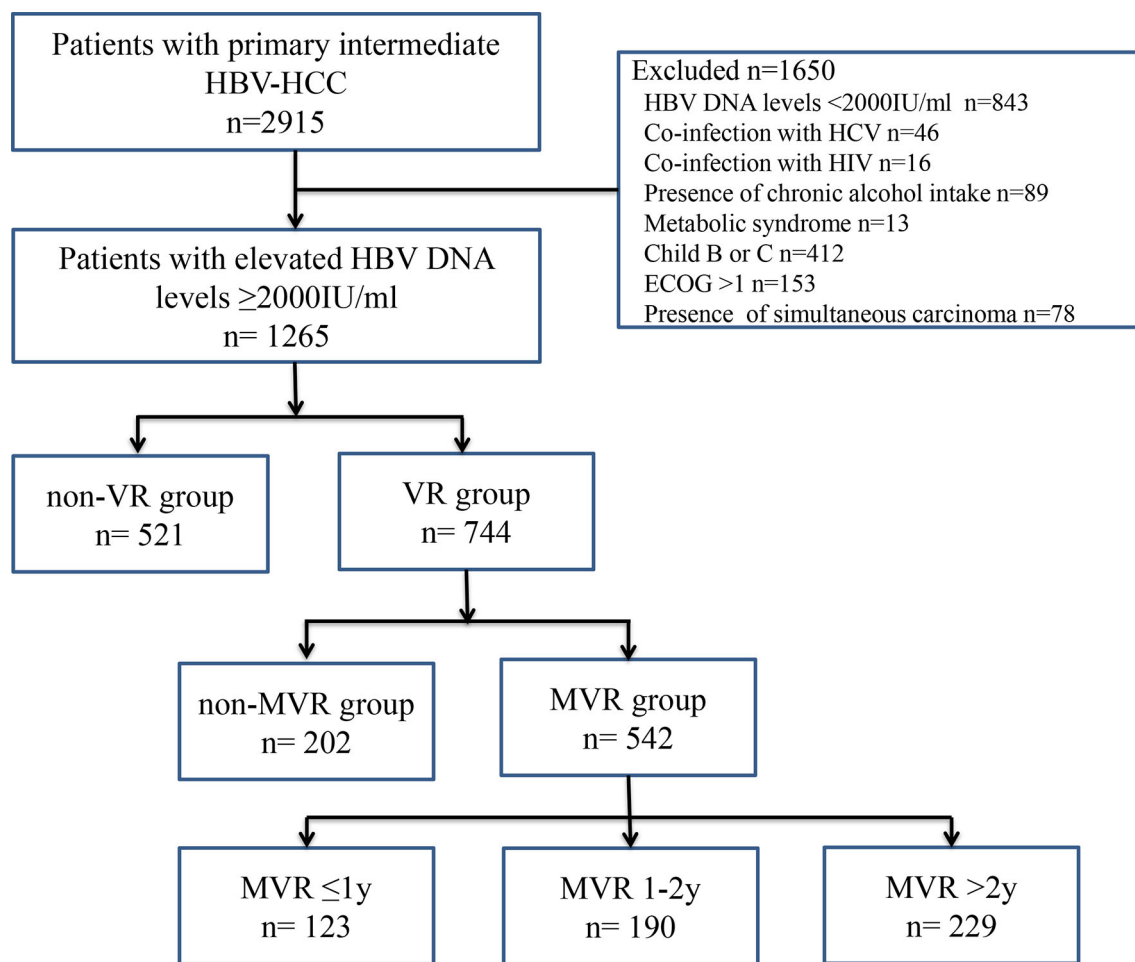 Patients with primary intermediate
HBV-HCC
n=2915
Excluded n=1650
HBV DNA levels <2000IU/ml  n=843
Co-infection with HCV n=46
Co-infection with HIV n=16
Presence of chronic alcohol intake n=89
Metabolic syndrome n=13
Child B or C n=412
ECOG >1 n=153
Presence  of simultaneous carcinoma n=78
Patients with elevated HBV DNA
levels ≥2000IU/ml
n= 1265
non-VR group
n= 521
VR group
n= 744
non-MVR group
n= 202
MVR group
n= 542
MVR ≤1y
n= 123
MVR 1-2y
n= 190
MVR >2y
n= 229